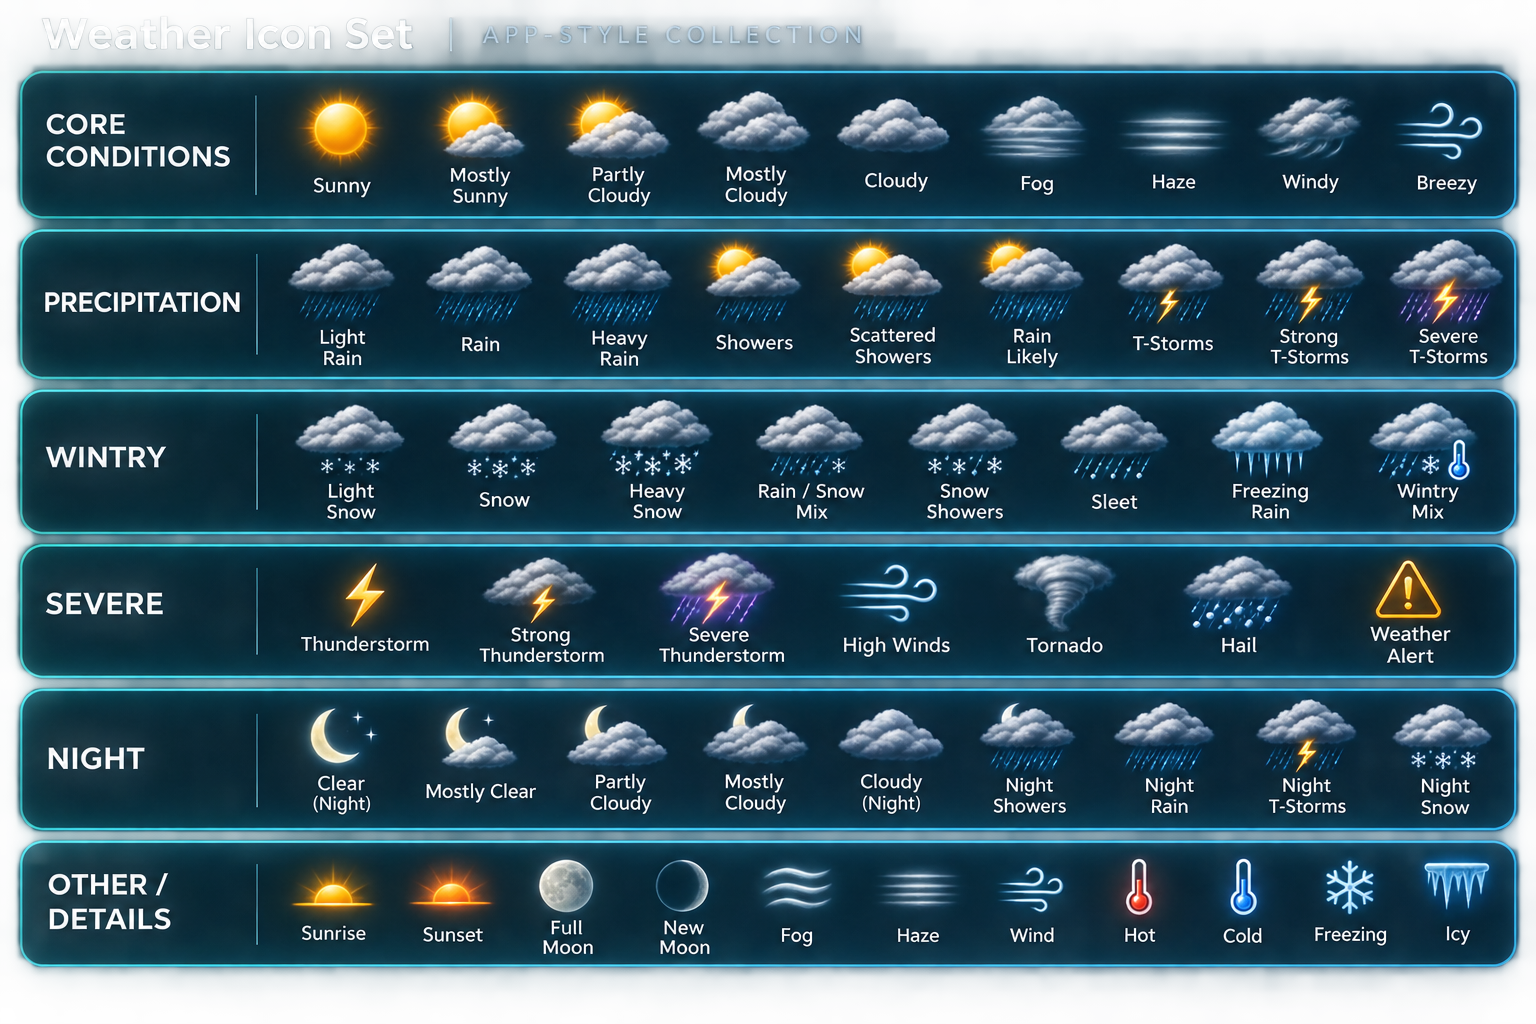 Weather Icon Set | APP-STYLE COLLECTION
CORE
CONDITIONS
Sunny
Mostly
Sunny
Partly
Cloudy
Mostly
Cloudy
Cloudy
Fog
Haze
Windy
Breezy
PRECIPITATION
Light
Rain
Rain
Heavy
Rain
Showers
Scattered
Showers
Rain
Likely
T-Storms
Strong
T-Storms
Severe
T-Storms
WINTRY
Light
Snow
Snow
Heavy
Snow
Rain / Snow
Mix
Snow
Showers
Sleet
Freezing
Rain
Wintry
Mix
SEVERE
Thunderstorm
Strong
Thunderstorm
Severe
Thunderstorm
High Winds
Tornado
Hail
Weather
Alert
NIGHT
Clear
(Night)
Mostly Clear
Partly
Cloudy
Mostly
Cloudy
Cloudy
(Night)
Night
Showers
Night
Rain
Night
T-Storms
Night
Snow
OTHER /
DETAILS
Sunrise
Sunset
Full
Moon
New
Moon
Fog
Haze
Wind
Hot
Cold
Freezing
Icy